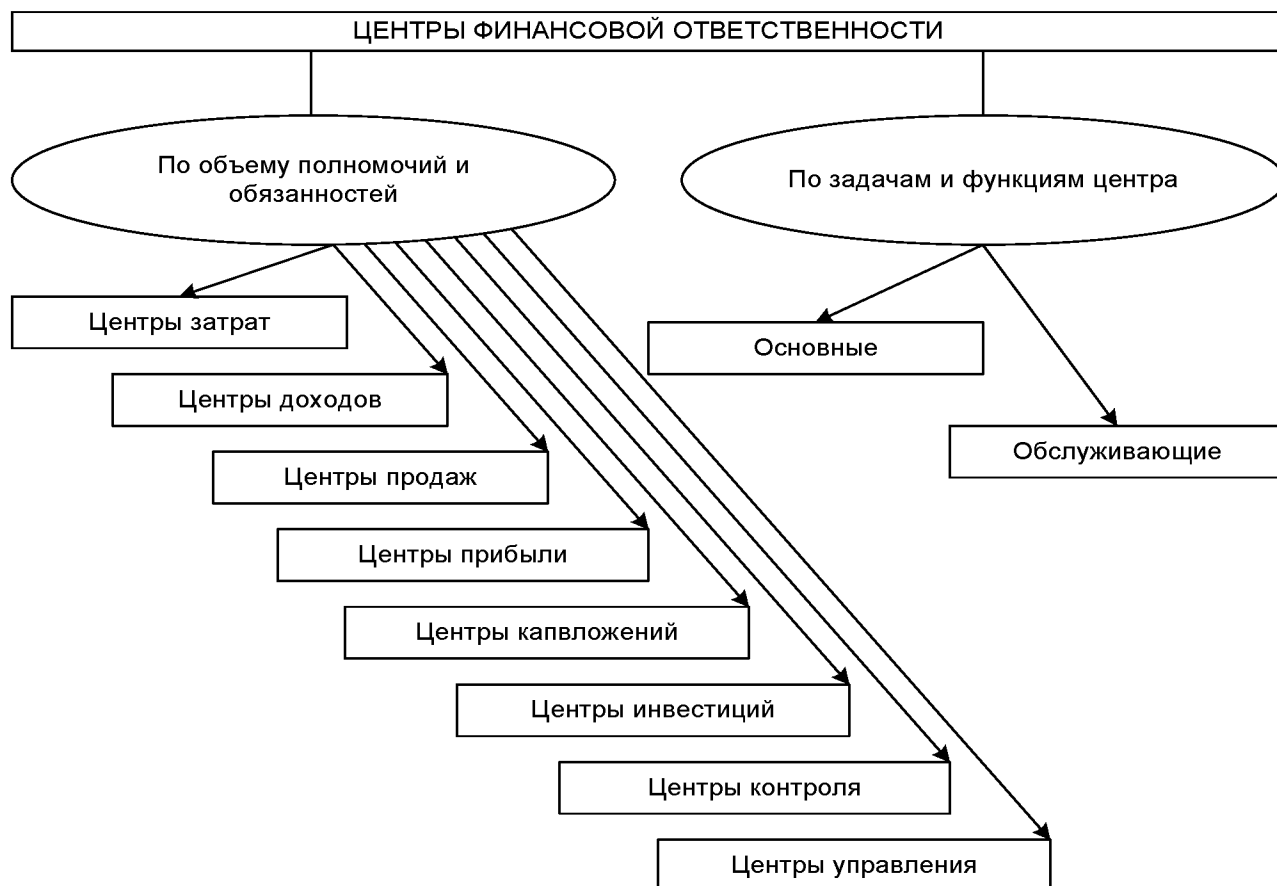 ЦЕНТРЫ ФИНАНСОВОЙ ОТВЕТСТВЕННОСТИ
По объему полномочий и
обязанностей
По задачам и функциям центра
Центры затрат
Центры доходов
Центры продаж
Центры прибыли
Центры капвложений
Центры инвестиций
Центры контроля
Центры управления
Основные
Обслуживающие